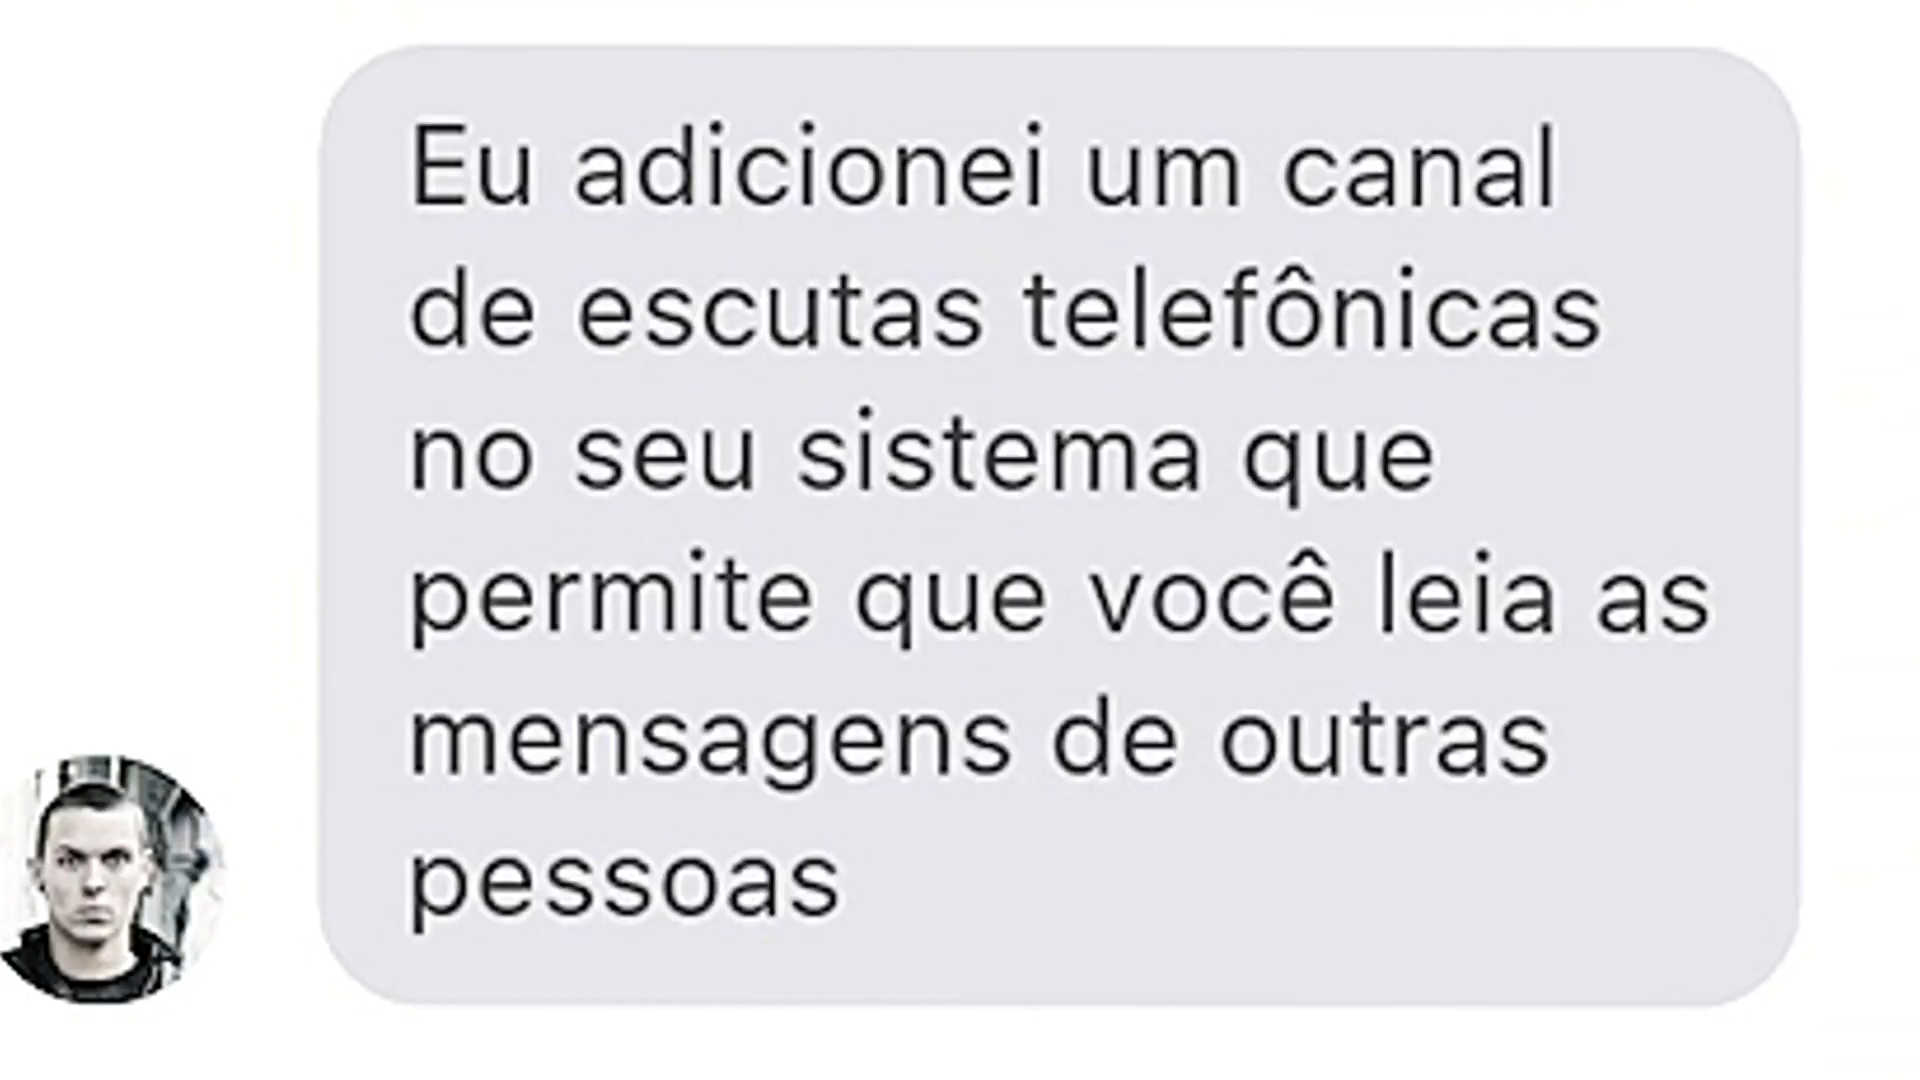 Eu adicionei um canal
de escutas telefônicas
no seu sistema que
permite que você leia as
mensagens de outras
pessoas